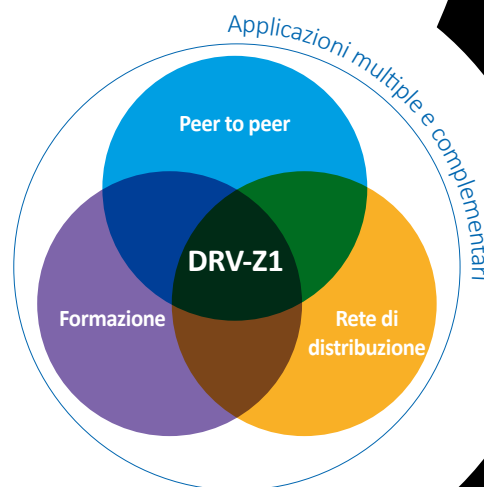 Applicazioni multiple e complementari
Peer to peer
DRV-Z1
Formazione
Rete di
distribuzione